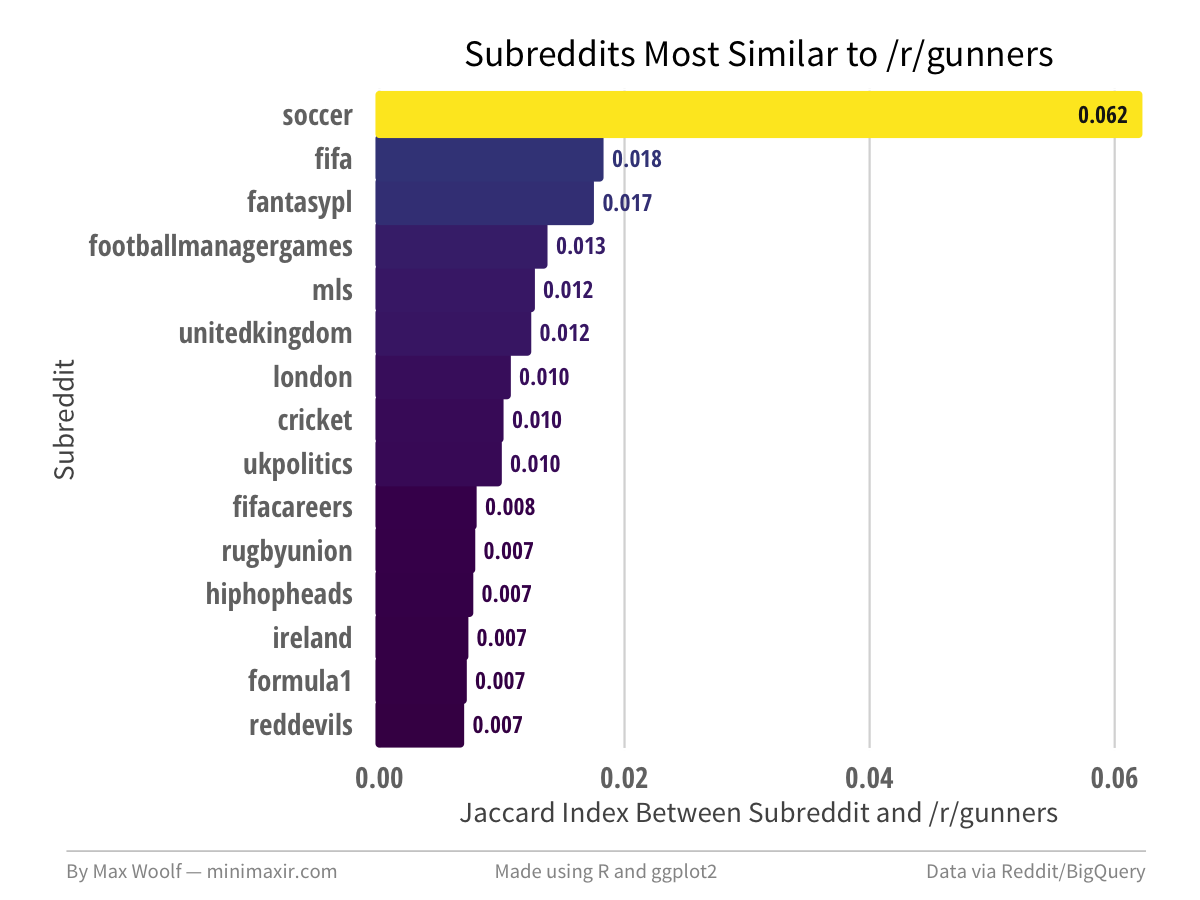 Subreddits Most Similar to /r/gunners
soccer 0.062
fifa 0.018
fantasypl 0.017
footballmanagergames 0.013
mls 0.012
unitedkingdom 0.012
london 0.010
cricket 0.010
ukpolitics 0.010
fifacareers 0.008
rugbyunion 0.007
hiphopheads 0.007
ireland 0.007
formula1 0.007
reddevils 0.007
Subreddit
0.00 0.02 0.04 0.06
Jaccard Index Between Subreddit and /r/gunners
By Max Woolf — minimaxir.com Made using R and ggplot2 Data via Reddit/BigQuery